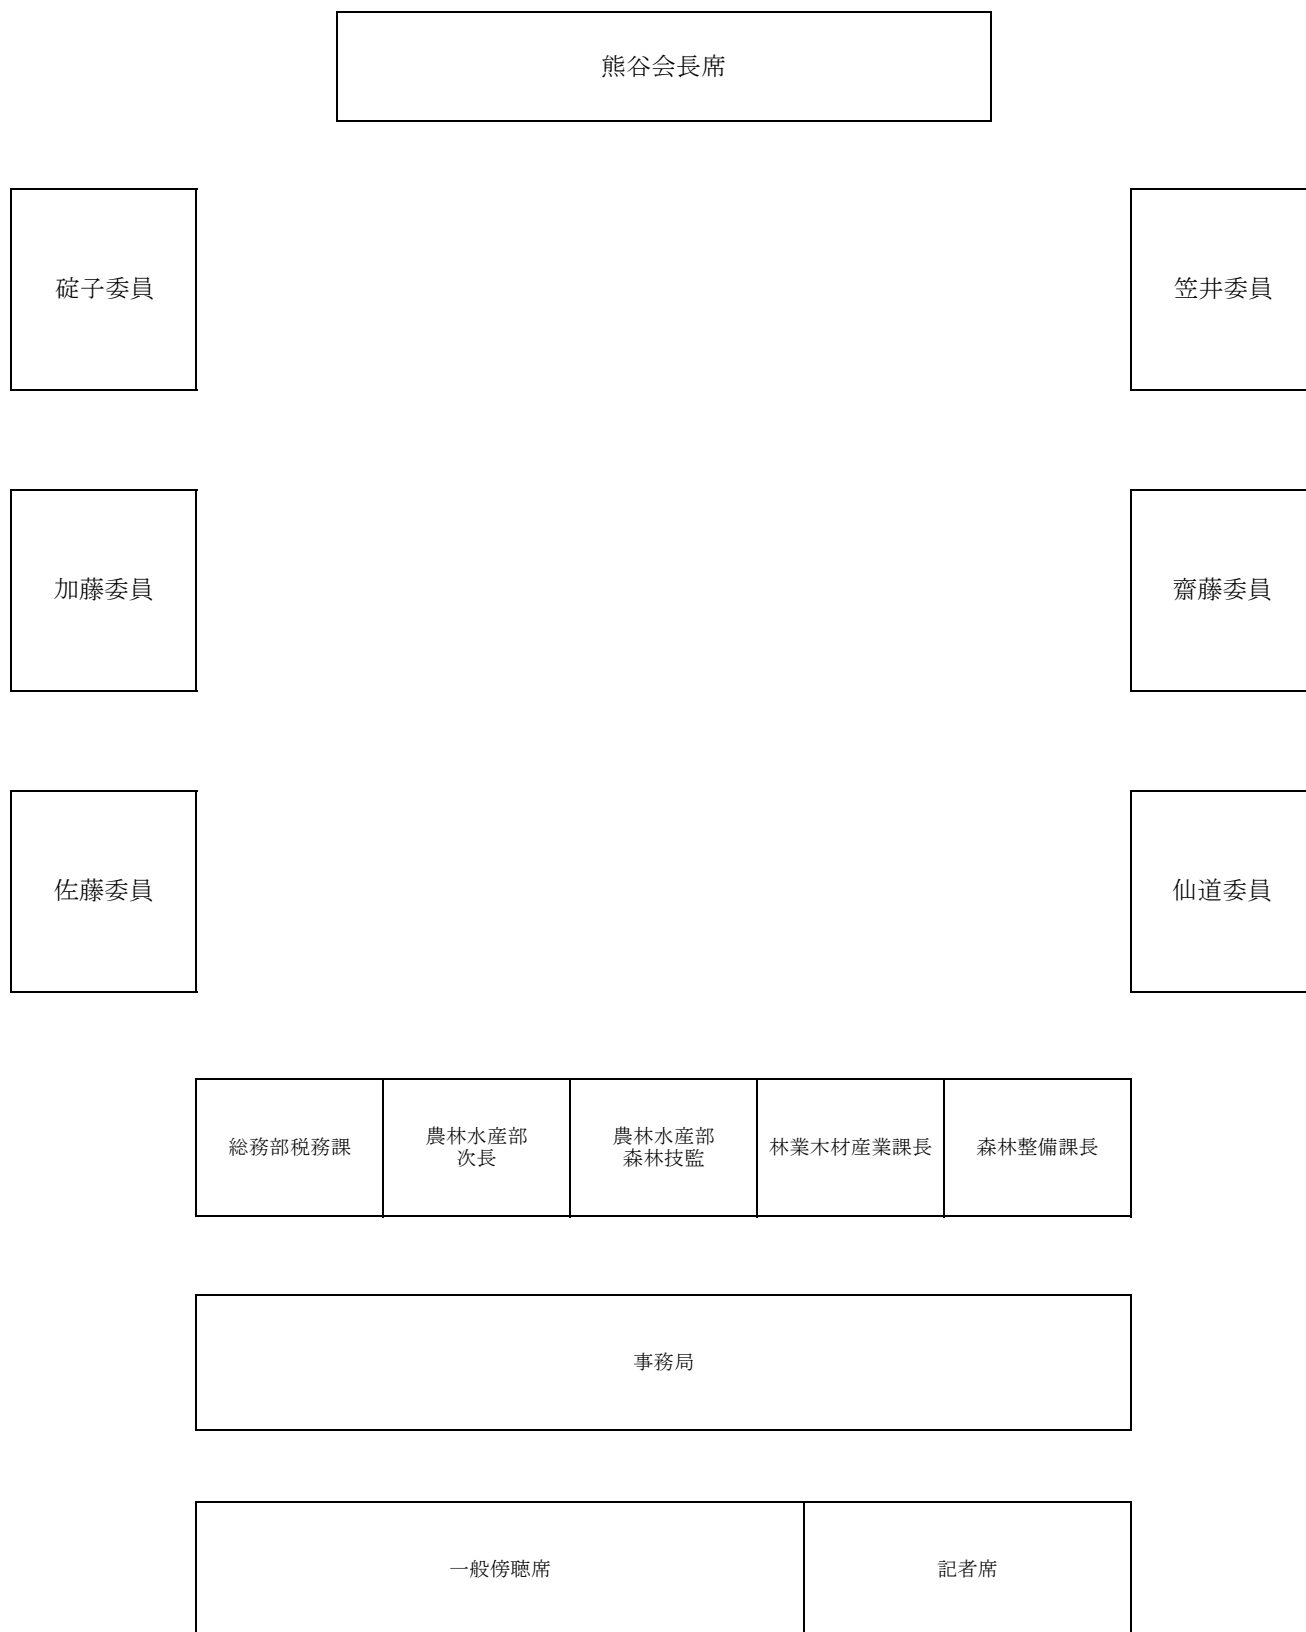 熊谷会長席
碇子委員
笠井委員
加藤委員
齋藤委員
佐藤委員
仙道委員
総務部税務課
農林水産部
次長
農林水産部
森林技監
林業木材産業課長
森林整備課長
事務局
一般傍聴席
記者席